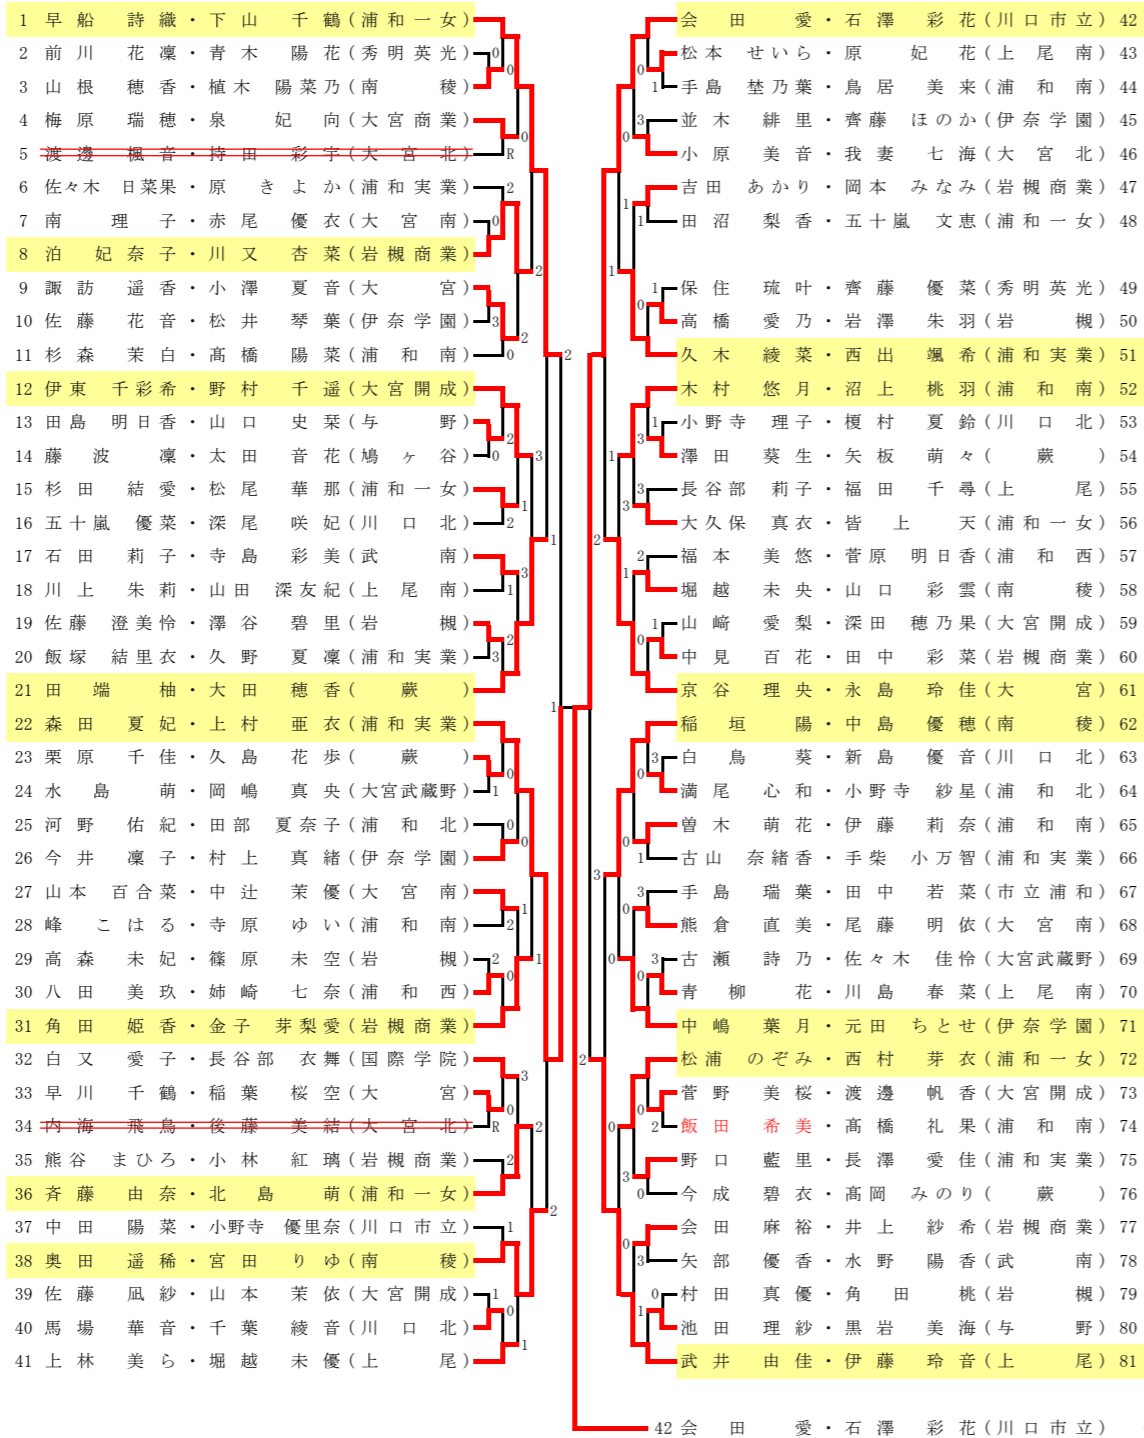 1 早船 詩織・下山 千鶴(浦和一女)
2 前川 花凜・青木 陽花(秀明英光)
3 山根 穂香・植木 陽菜乃(南稜)
4 梅原 瑞穂・泉 妃向(大宮商業)
5 渡邊 楓音・持田 彩宇(大宮北)
6 佐々木 日菜果・原 きよか(浦和実業)
7 南 理子・赤尾 優衣(大宮南)
8 泊 妃奈子・川又 杏菜(岩槻商業)
9 諏訪 遥香・小澤 夏音(大宮)
10 佐藤 花音・松井 琴葉(伊奈学園)
11 杉森 茉白・髙橋 陽菜(浦和南)
12 伊東 千彩希・野村 千遥(大宮開成)
13 田島 明日香・山口 史栞(与野)
14 藤波 凜・太田 音花(鳩ヶ谷)
15 杉田 結愛・松尾 華那(浦和一女)
16 五十嵐 優菜・深尾 咲妃(川口北)
17 石田 莉子・寺島 彩美(武南)
18 川上 朱莉・山田 深友紀(上尾南)
19 佐藤 澄美怜・澤谷 碧里(岩槻)
20 飯塚 結里衣・久野 夏凜(浦和実業)
21 田端 柚・大田 穂香(蕨)
22 森田 夏妃・上村 亜衣(浦和実業)
23 栗原 千佳・久島 花歩(蕨)
24 水島 萌・岡嶋 真央(大宮武蔵野)
25 河野 佑紀・田部 夏奈子(浦和北)
26 今井 凜子・村上 真緒(伊奈学園)
27 山本 百合菜・中辻 茉優(大宮南)
28 峰 こはる・寺原 ゆい(浦和南)
29 高森 未妃・篠原 未空(岩槻)
30 八田 美玖・姉崎 七奈(浦和西)
31 角田 姫香・金子 芽梨愛(岩槻商業)
32 白又 愛子・長谷部 衣舞(国際学院)
33 早川 千鶴・稲葉 桜空(大宮)
34 内海 飛鳥・後藤 美結(大宮北)
35 熊谷 まひろ・小林 紅璃(岩槻商業)
36 斉藤 由奈・北島 萌(浦和一女)
37 中田 陽菜・小野寺 優里奈(川口市立)
38 奥田 遥稀・宮田 りゆ(南稜)
39 佐藤 凪紗・山本 茉依(大宮開成)
40 馬場 華音・千葉 綾音(川口北)
41 上林 美ら・堀越 未優(上尾)
会田 愛・石澤 彩花(川口市立) 42
松本 せいら・原 妃花(上尾南) 43
手島 埜乃葉・鳥居 美来(浦和南) 44
並木 緋里・齊藤 ほのか(伊奈学園) 45
小原 美音・我妻 七海(大宮北) 46
吉田 あかり・岡本 みなみ(岩槻商業) 47
田沼 梨香・五十嵐 文恵(浦和一女) 48
保住 琉叶・齊藤 優菜(秀明英光) 49
高橋 愛乃・岩澤 朱羽(岩槻) 50
久木 綾菜・西出 颯希(浦和実業) 51
木村 悠月・沼上 桃羽(浦和南) 52
小野寺 理子・榎村 夏鈴(川口北) 53
澤田 葵生・矢板 萌々(蕨) 54
長谷部 莉子・福田 千尋(上尾) 55
大久保 真衣・皆上 天(浦和一女) 56
福本 美悠・菅原 明日香(浦和西) 57
堀越 未央・山口 彩雲(南稜) 58
山﨑 愛梨・深田 穂乃果(大宮開成) 59
中見 百花・田中 彩菜(岩槻商業) 60
京谷 理央・永島 玲佳(大宮) 61
稲垣 陽・中島 優穂(南稜) 62
白鳥 葵・新島 優音(川口北) 63
満尾 心和・小野寺 紗星(浦和北) 64
曽木 萌花・伊藤 莉奈(浦和南) 65
古山 奈緒香・手柴 小万智(浦和実業) 66
手島 瑞葉・田中 若菜(市立浦和) 67
熊倉 直美・尾藤 明依(大宮南) 68
古瀬 詩乃・佐々木 佳怜(大宮武蔵野) 69
青柳 花・川島 春菜(上尾南) 70
中嶋 葉月・元田 ちとせ(伊奈学園) 71
松浦 のぞみ・西村 芽衣(浦和一女) 72
菅野 美桜・渡邊 帆香(大宮開成) 73
飯田 希美・髙橋 礼果(浦和南) 74
野口 藍里・長澤 愛佳(浦和実業) 75
今成 碧衣・髙岡 みのり(蕨) 76
会田 麻裕・井上 紗希(岩槻商業) 77
矢部 優香・水野 陽香(武南) 78
村田 真優・角田 桃(岩槻) 79
池田 理紗・黒岩 美海(与野) 80
武井 由佳・伊藤 玲音(上尾) 81
42 会田 愛・石澤 彩花(川口市立)